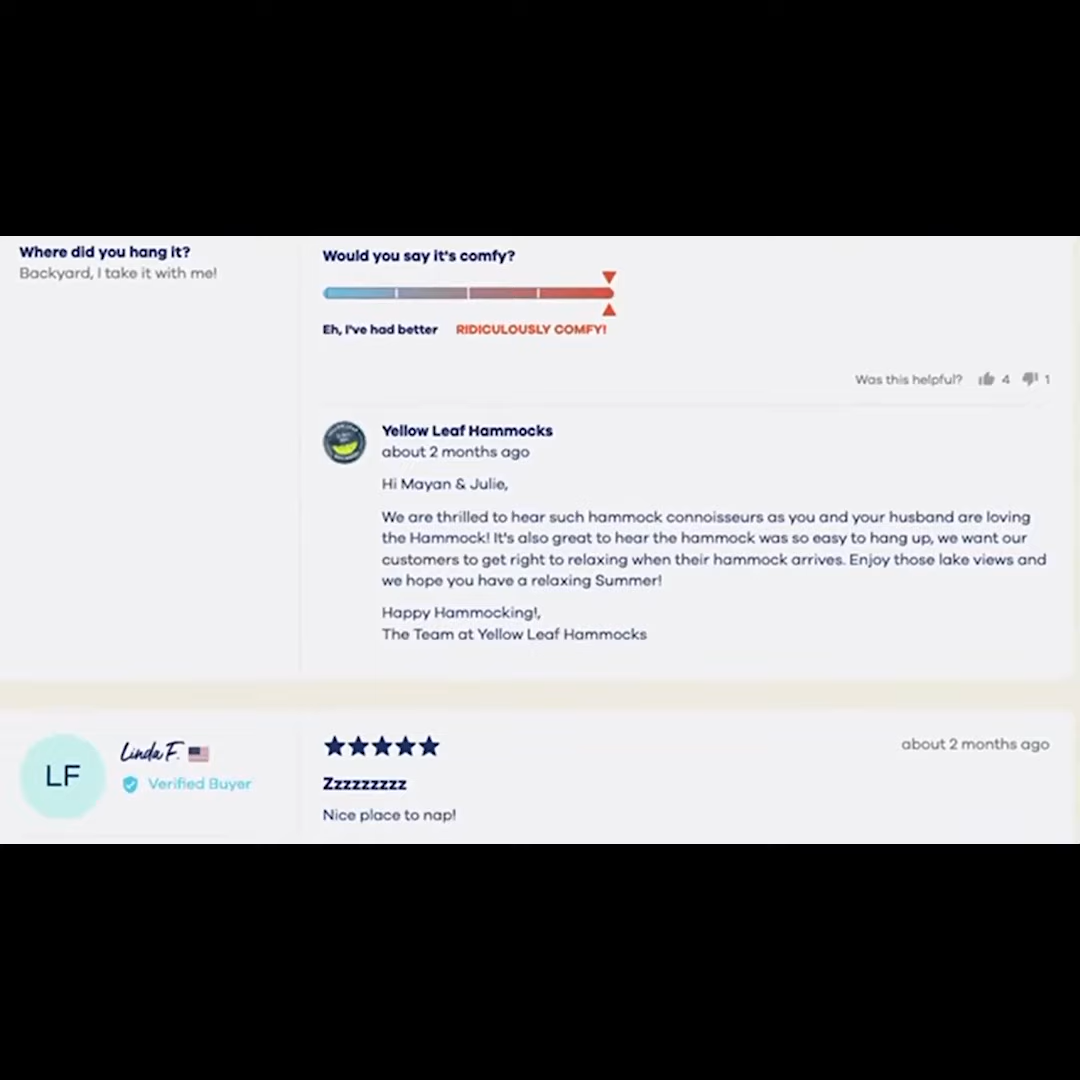 Where did you hang it?
Backyard, I take it with me!
Would you say it's comfy?
Eh, I've had better RIDICULOUSLY COMFY!
Was this helpful? 4 1
Yellow Leaf Hammocks
about 2 months ago
Hi Mayan & Julie,
We are thrilled to hear such hammock connoisseurs as you and your husband are loving
the Hammock! It's also great to hear the hammock was so easy to hang up, we want our
customers to get right to relaxing when their hammock arrives. Enjoy those lake views and
we hope you have a relaxing Summer!
Happy Hammocking!,
The Team at Yellow Leaf Hammocks
LF
Linda F.
Verified Buyer
about 2 months ago
Zzzzzzzzz
Nice place to nap!